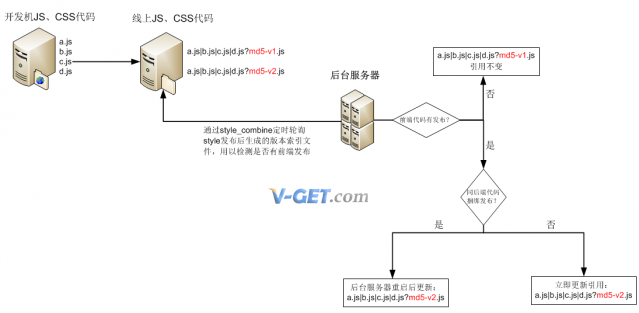 开发机JS、CSS代码
线上JS、CSS代码
a.js
b.js
c.js
d.js
a.js|b.js|c.js|d.js?md5-v1.js
a.js|b.js|c.js|d.js?md5-v2.js
后台服务器
通过style_combine定时轮询
style发布后生成的版本索引文
件，用以检测是否有前端发布
前端代码有发布？
a.js|b.js|c.js|d.js?md5-v1.js
引用不变
否
是
同后端代码
捆绑发布？
V-GET.com
是
否
后台服务器重启后更新：
a.js|b.js|c.js|d.js?md5-v2.js
立即更新引用：
a.js|b.js|c.js|d.js?md5-v2.js